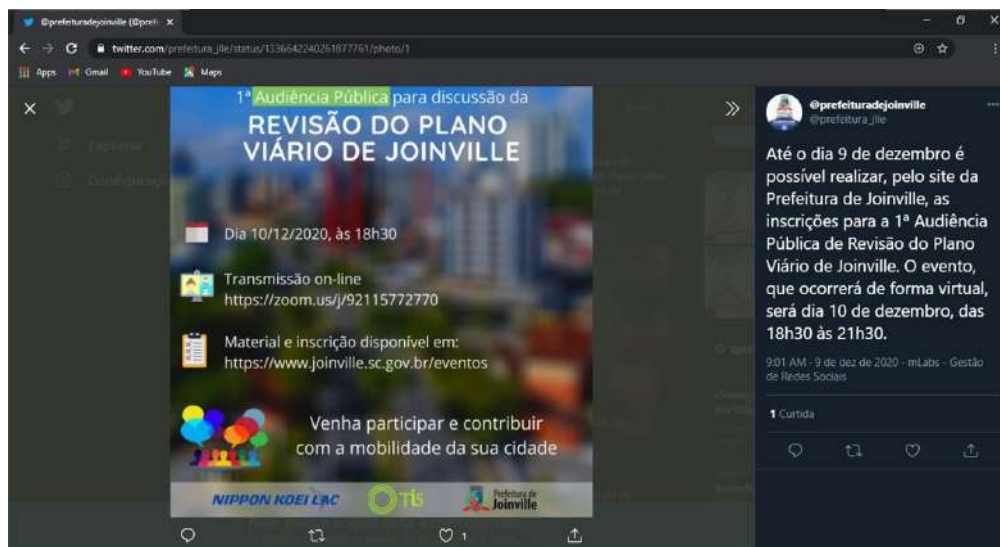 @prefeituradejoinville (@prefe
twitter.com/prefeitura_jlle/status/1336642240261877761/photo/1
Apps Gmail YouTube Maps
1ª Audiência Pública para discussão da
REVISÃO DO PLANO
VIÁRIO DE JOINVILLE
Dia 10/12/2020, às 18h30
Transmissão on-line
https://zoom.us/j/92115772770
Material e inscrição disponível em:
https://www.joinville.sc.gov.br/eventos
Venha participar e contribuir
com a mobilidade da sua cidade
NIPPON KOEI LAC
TIS
Prefeitura de
Joinville
1
Explorar
@prefeituradejoinville
@prefeitura_jlle
Até o dia 9 de dezembro é
possível realizar, pelo site da
Prefeitura de Joinville, as
inscrições para a 1ª Audiência
Pública de Revisão do Plano
Viário de Joinville. O evento,
que ocorrerá de forma virtual,
será dia 10 de dezembro, das
18h30 às 21h30.
9:01 AM · 9 de dez de 2020 · mLabs - Gestão
de Redes Sociais
1 Curtida